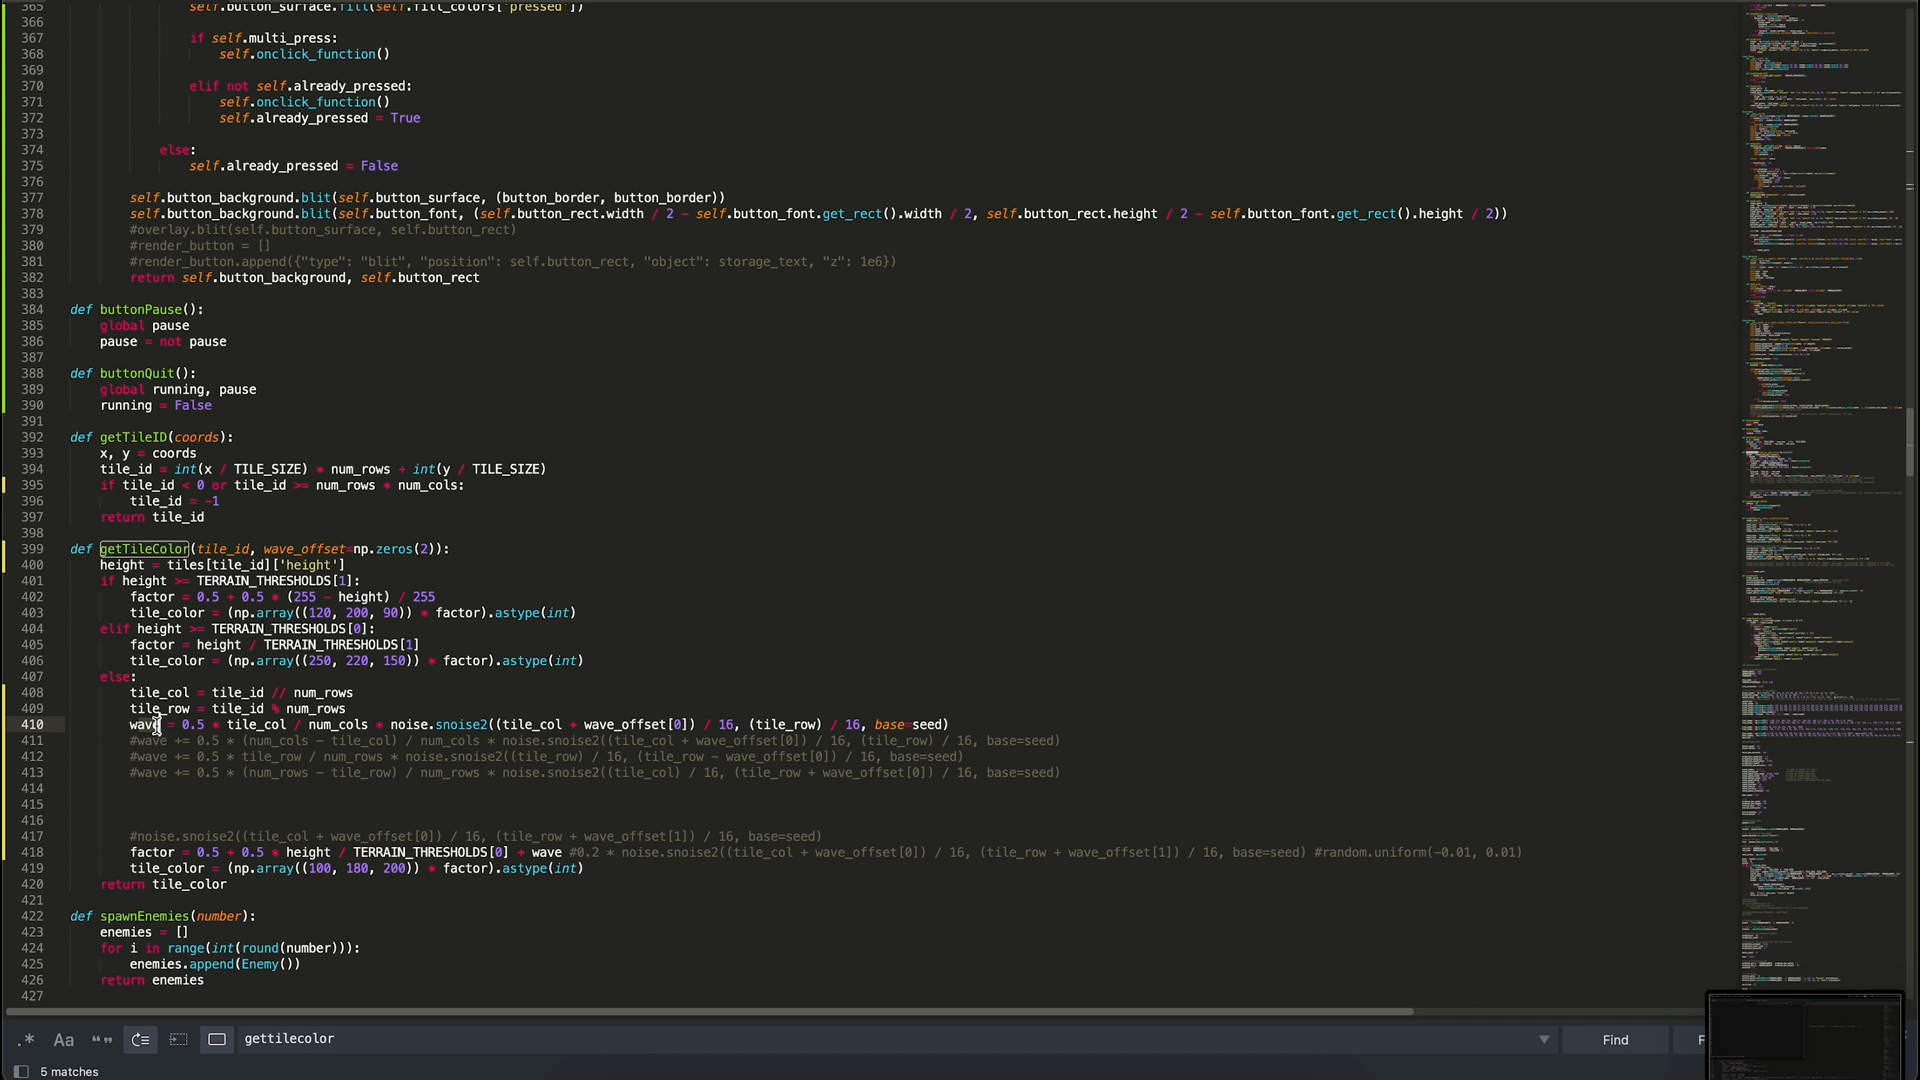 365 self.button_surface.fill(self.fill_colors['pressed'])
366
367 if self.multi_press:
368 self.onclick_function()
369
370 elif not self.already_pressed:
371 self.onclick_function()
372 self.already_pressed = True
373
374 else:
375 self.already_pressed = False
376
377 self.button_background.blit(self.button_surface, (button_border, button_border))
378 self.button_background.blit(self.button_font, (self.button_rect.width / 2 - self.button_font.get_rect().width / 2, self.button_rect.height / 2 - self.button_font.get_rect().height / 2))
379 #overlay.blit(self.button_surface, self.button_rect)
380 #render_button = []
381 #render_button.append({"type": "blit", "position": self.button_rect, "object": storage_text, "z": 1e6})
382 return self.button_background, self.button_rect
383
384 def buttonPause():
385 global pause
386 pause = not pause
387
388 def buttonQuit():
389 global running, pause
390 running = False
391
392 def getTileID(coords):
393 x, y = coords
394 tile_id = int(x / TILE_SIZE) * num_rows + int(y / TILE_SIZE)
395 if tile_id < 0 or tile_id >= num_rows * num_cols:
396 tile_id = -1
397 return tile_id
398
399 def getTileColor(tile_id, wave_offset=np.zeros(2)):
400 height = tiles[tile_id]['height']
401 if height >= TERRAIN_THRESHOLDS[1]:
402 factor = 0.5 + 0.5 * (255 - height) / 255
403 tile_color = (np.array((120, 200, 90)) * factor).astype(int)
404 elif height >= TERRAIN_THRESHOLDS[0]:
405 factor = height / TERRAIN_THRESHOLDS[1]
406 tile_color = (np.array((250, 220, 150)) * factor).astype(int)
407 else:
408 tile_col = tile_id // num_rows
409 tile_row = tile_id % num_rows
410 wave = 0.5 * tile_col / num_cols * noise.snoise2((tile_col + wave_offset[0]) / 16, (tile_row) / 16, base=seed)
411 #wave += 0.5 * (num_cols - tile_col) / num_cols * noise.snoise2((tile_col + wave_offset[0]) / 16, (tile_row) / 16, base=seed)
412 #wave += 0.5 * tile_row / num_rows * noise.snoise2((tile_row) / 16, (tile_row - wave_offset[0]) / 16, base=seed)
413 #wave += 0.5 * (num_rows - tile_row) / num_rows * noise.snoise2((tile_col) / 16, (tile_row + wave_offset[0]) / 16, base=seed)
414
415
416
417 #noise.snoise2((tile_col + wave_offset[0]) / 16, (tile_row + wave_offset[1]) / 16, base=seed)
418 factor = 0.5 + 0.5 * height / TERRAIN_THRESHOLDS[0] + wave #0.2 * noise.snoise2((tile_col + wave_offset[0]) / 16, (tile_row + wave_offset[1]) / 16, base=seed) #random.uniform(-0.01, 0.01)
419 tile_color = (np.array((100, 180, 200)) * factor).astype(int)
420 return tile_color
421
422 def spawnEnemies(number):
423 enemies = []
424 for i in range(int(round(number))):
425 enemies.append(Enemy())
426 return enemies
427
.* Aa “” gettilecolor Find F
5 matches